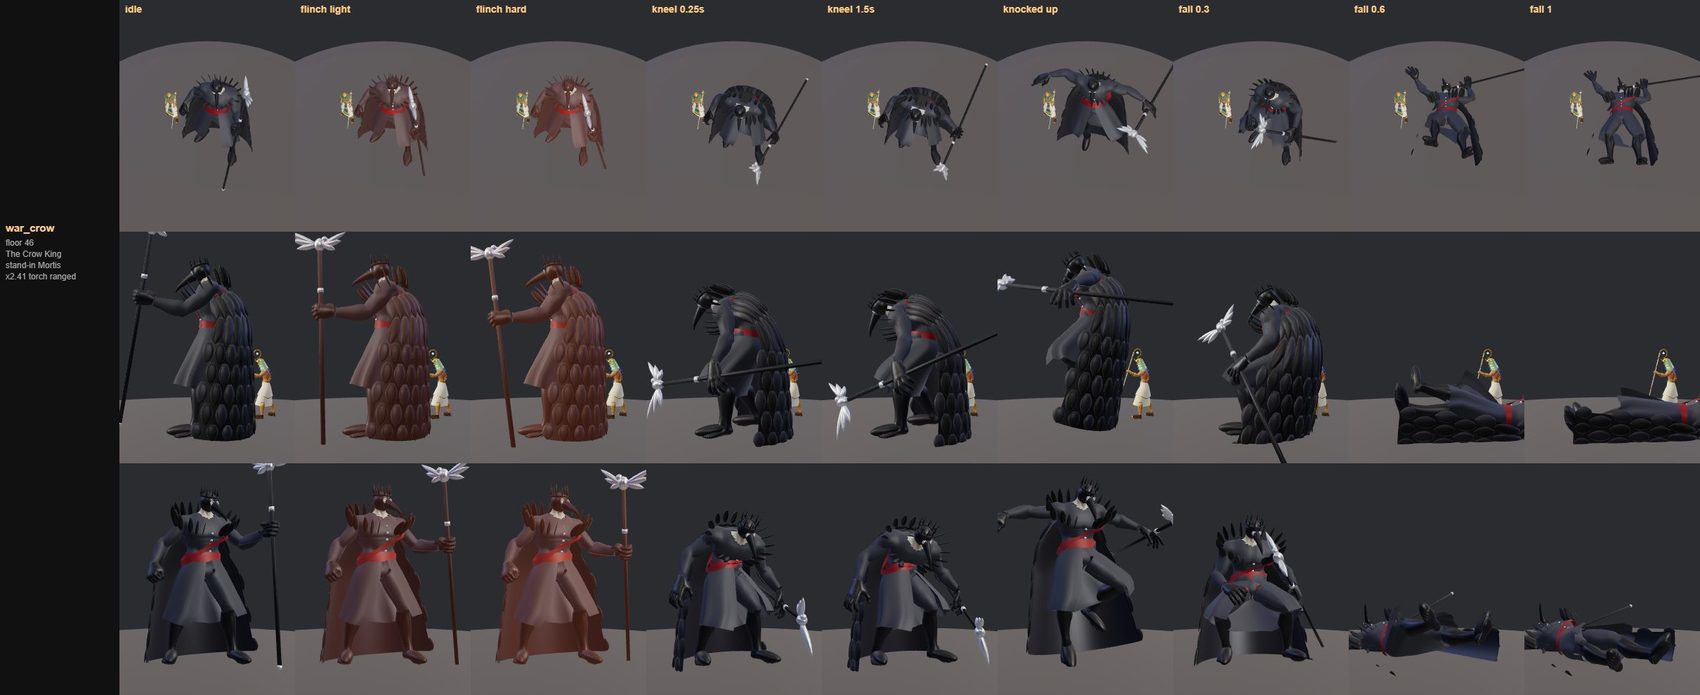 idle
flinch light
flinch hard
kneel 0.25s
kneel 1.5s
knocked up
fall 0.3
fall 0.6
fall 1
war_crow
floor 46
The Crow King
stand-in Mortis
x2.41 torch ranged